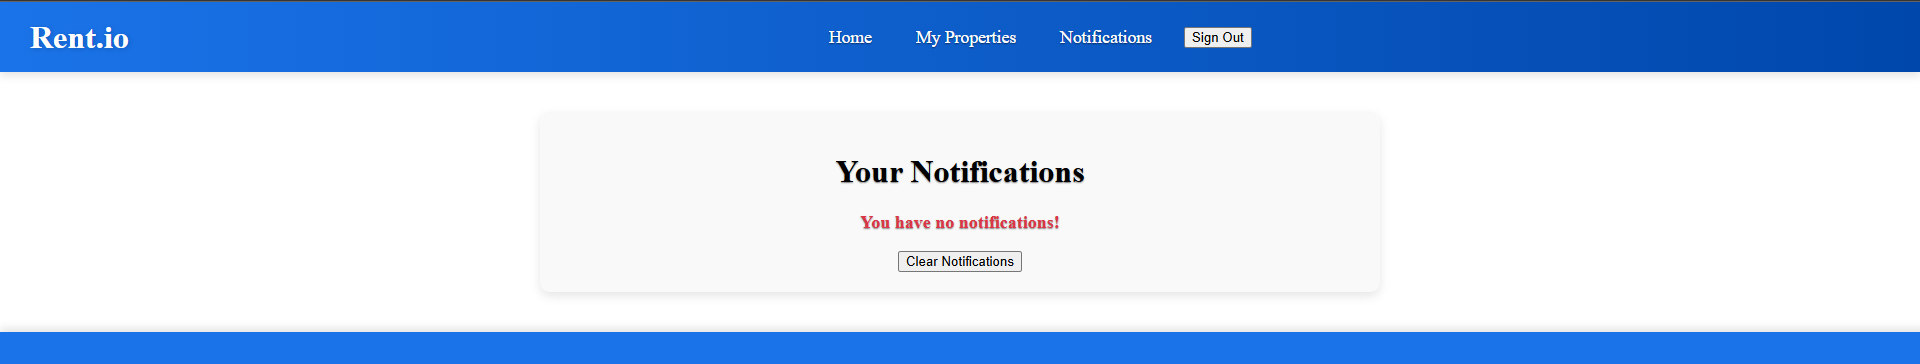 Rent.io
Home My Properties Notifications Sign Out
Your Notifications
You have no notifications!
Clear Notifications